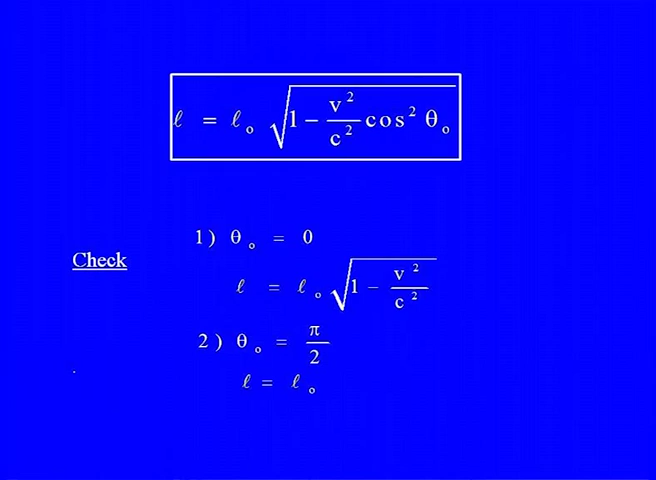 ℓ = ℓ₀ √(1 − v²/c² cos² θ₀)
1) θ₀ = 0
Check
ℓ = ℓ₀ √(1 − v²/c²)
2) θ₀ = π/2
ℓ = ℓ₀